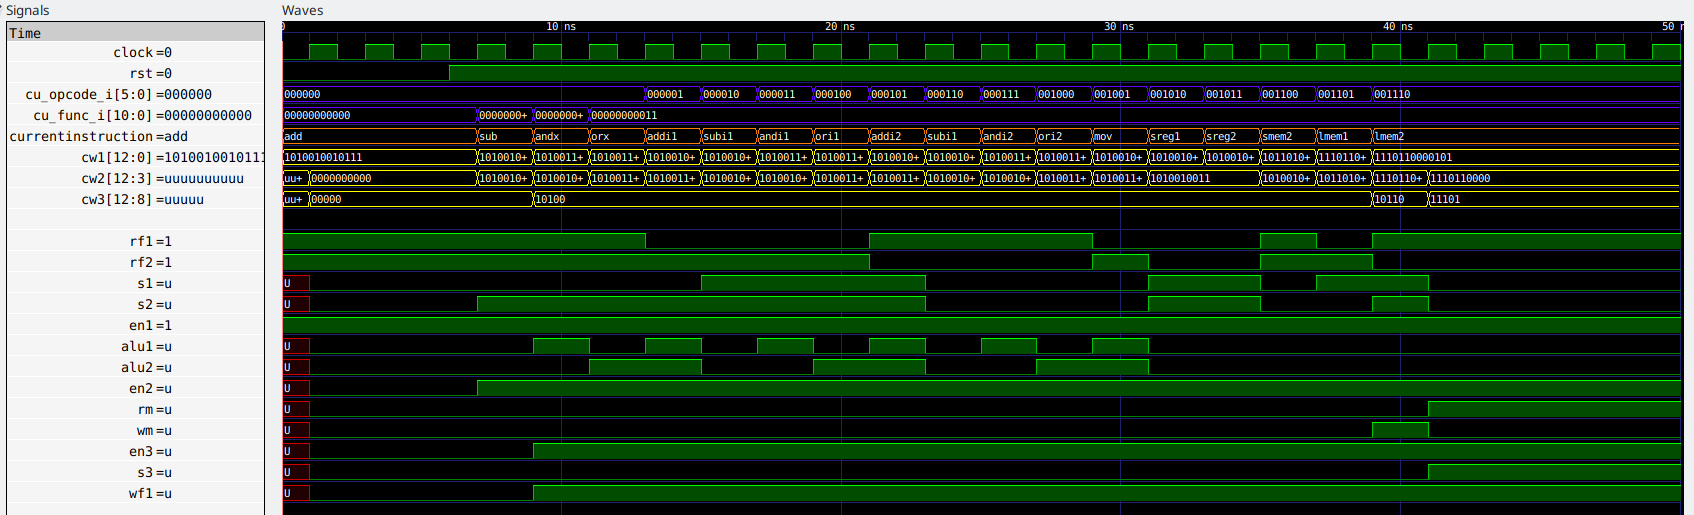 Signals
Waves
Time
0 10 ns 20 ns 30 ns 40 ns 50 n
clock=0
rst=0
cu_opcode_i[5:0]=000000 000000 000001 000010 000011 000100 000101 000110 000111 001000 001001 001010 001011 001100 001101 001110
cu_func_i[10:0]=00000000000 00000000000 0000000+ 0000000+ 00000000011
currentinstruction=add add sub andx orx addi1 subi1 andi1 ori1 addi2 subi1 andi2 ori2 mov sreg1 sreg2 smem2 lmem1 lmem2
cw1[12:0]=1010010010111 1010010010111 1010010+ 1010011+ 1010011+ 1010010+ 1010010+ 1010011+ 1010011+ 1010010+ 1010010+ 1010011+ 1010011+ 1010010+ 1010010+ 1010010+ 1011010+ 1110110+ 1110110000101
cw2[12:3]=uuuuuuuuuu uu+ 0000000000 1010010+ 1010010+ 1010011+ 1010011+ 1010010+ 1010010+ 1010011+ 1010011+ 1010010+ 1010010+ 1010011+ 1010011+ 1010010011 1010010+ 1011010+ 1110110+ 1110110000
cw3[12:8]=uuuuu uu+ 00000 10100 10110 11101
rf1=1
rf2=1
s1=u U
s2=u U
en1=1
alu1=u U
alu2=u U
en2=u U
rm=u U
wm=u U
en3=u U
s3=u U
wf1=u U